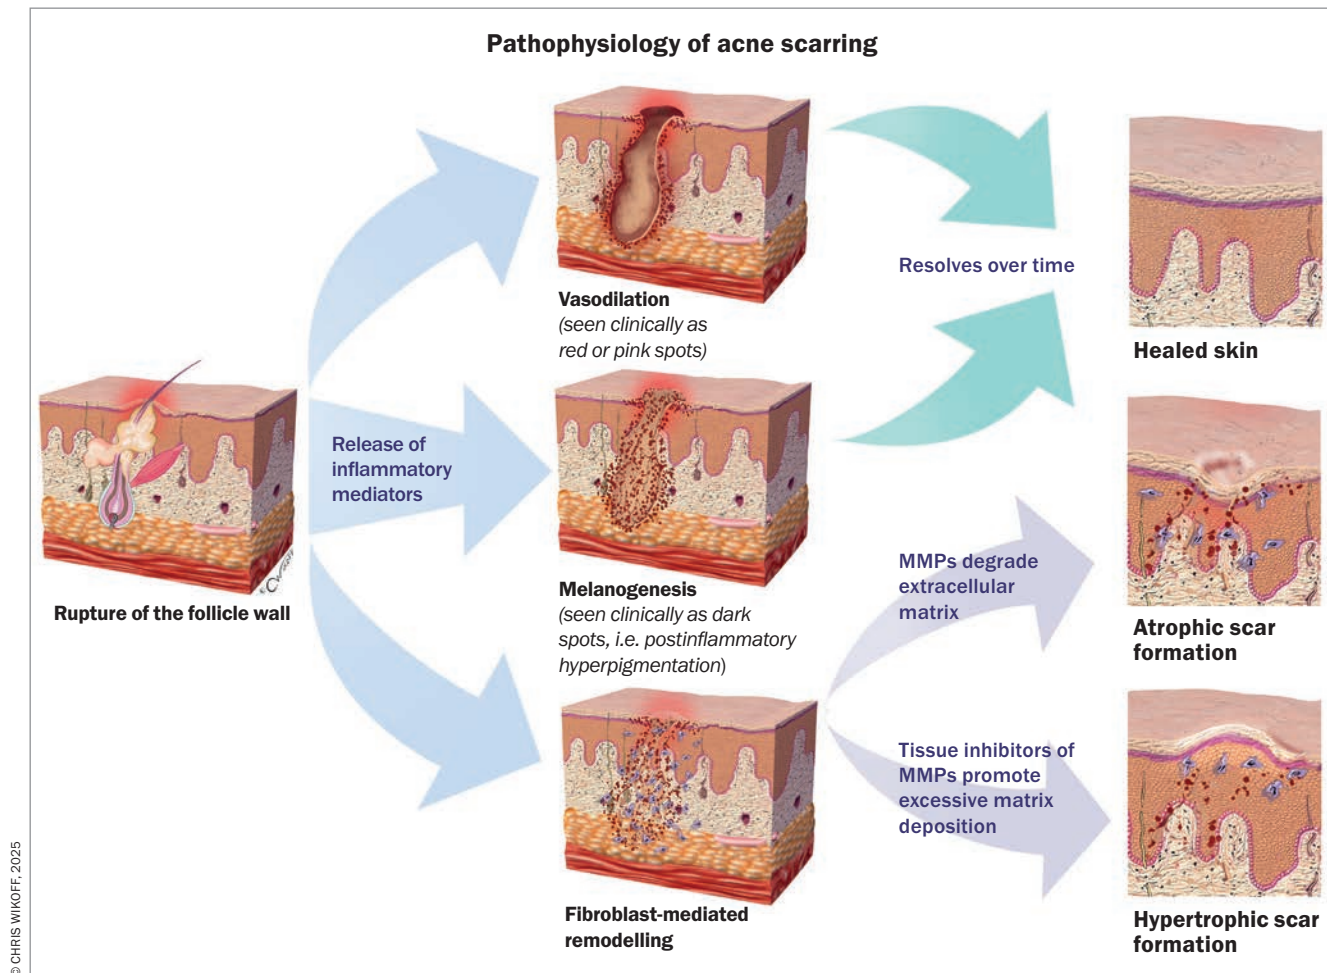 Pathophysiology of acne scarring
Rupture of the follicle wall
Release of
inflammatory
mediators
Vasodilation
(seen clinically as
red or pink spots)
Melanogenesis
(seen clinically as dark
spots, i.e. postinflammatory
hyperpigmentation)
Fibroblast-mediated
remodelling
Resolves over time
MMPs degrade
extracellular
matrix
Tissue inhibitors of
MMPs promote
excessive matrix
deposition
Healed skin
Atrophic scar
formation
Hypertrophic scar
formation
© CHRIS WIKOFF, 2025